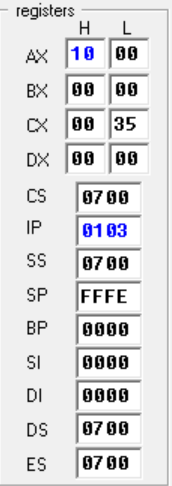 registers
H L
AX 10 00
BX 00 00
CX 00 35
DX 00 00
CS 0700
IP 0103
SS 0700
SP FFFE
BP 0000
SI 0000
DI 0000
DS 0700
ES 0700